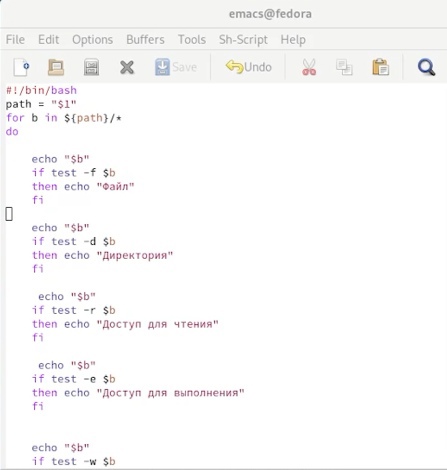 emacs@fedora
File Edit Options Buffers Tools Sh-Script Help
Save Undo
#!/bin/bash
path = "$1"
for b in ${path}/*
do
echo "$b"
if test -f $b
then echo "Файл"
fi
echo "$b"
if test -d $b
then echo "Директория"
fi
echo "$b"
if test -r $b
then echo "Доступ для чтения"
fi
echo "$b"
if test -e $b
then echo "Доступ для выполнения"
fi
echo "$b"
if test -w $b